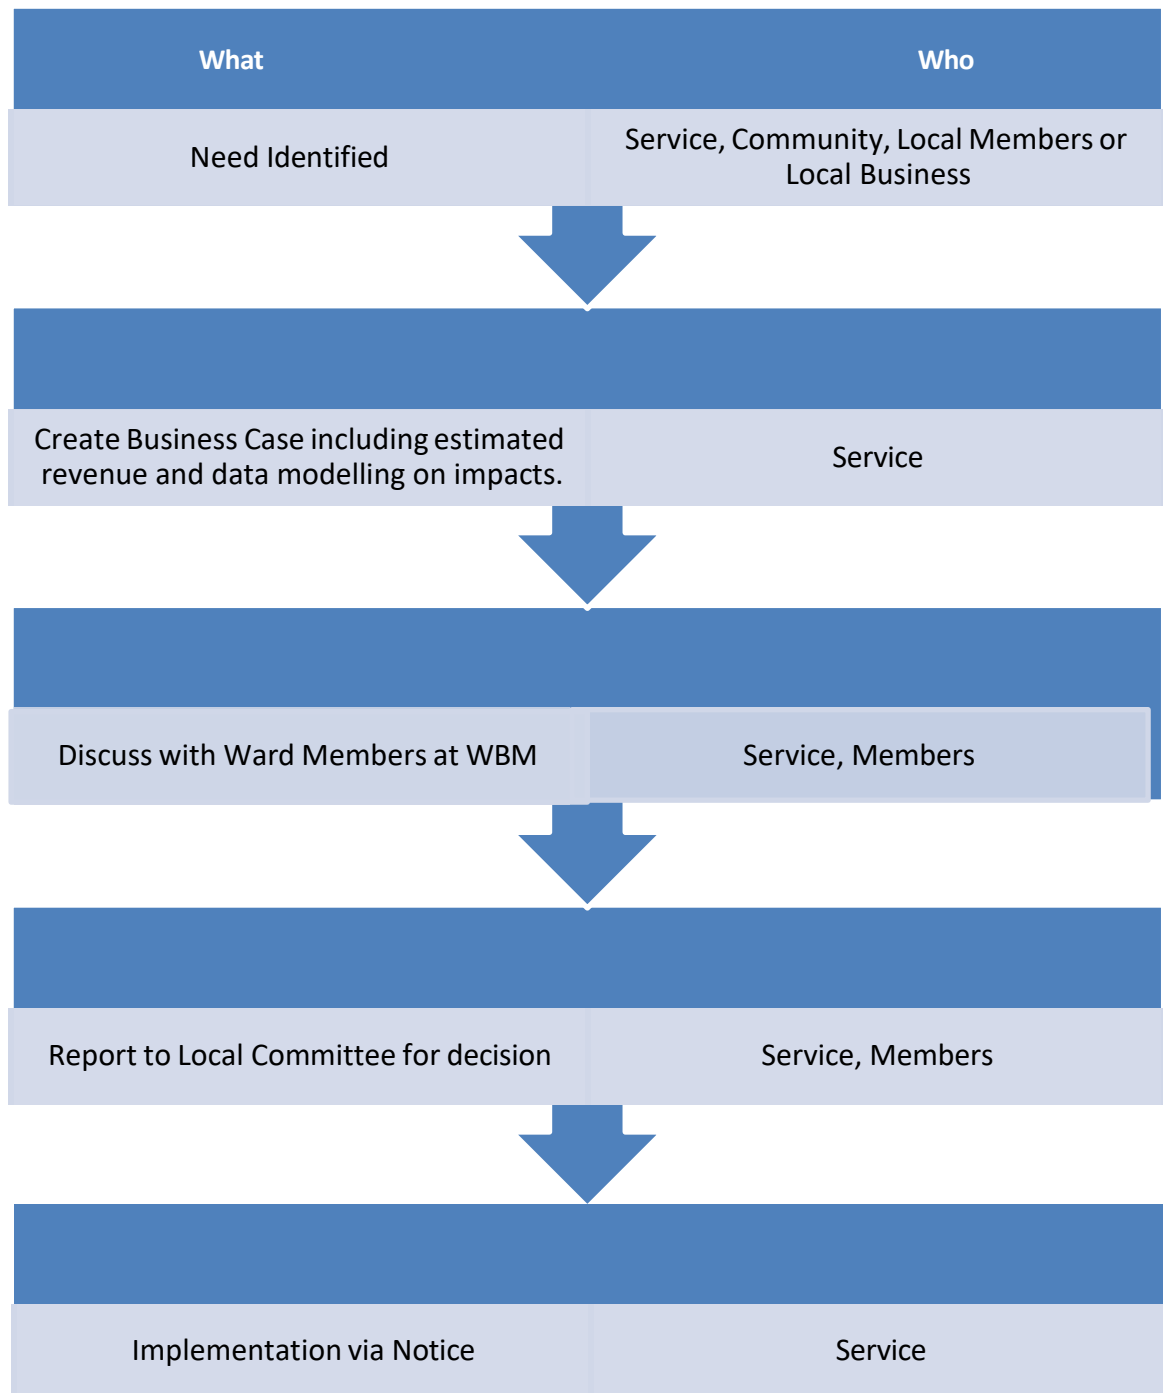 What Who
Need Identified
Service, Community, Local Members or
Local Business
Create Business Case including estimated
revenue and data modelling on impacts.
Service
Discuss with Ward Members at WBM
Service, Members
Report to Local Committee for decision
Service, Members
Implementation via Notice
Service